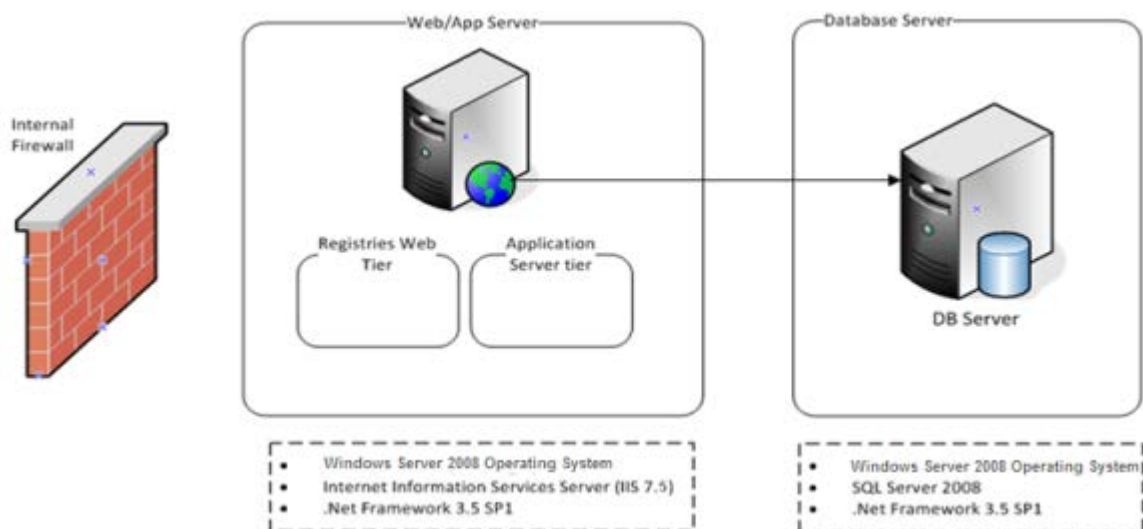 Web/App Server
Database Server
Internal
Firewall
Registries Web
Tier
Application
Server tier
DB Server
• Windows Server 2008 Operating System
• Internet Information Services Server (IIS 7.5)
• .Net Framework 3.5 SP1
• Windows Server 2008 Operating System
• SQL Server 2008
• .Net Framework 3.5 SP1